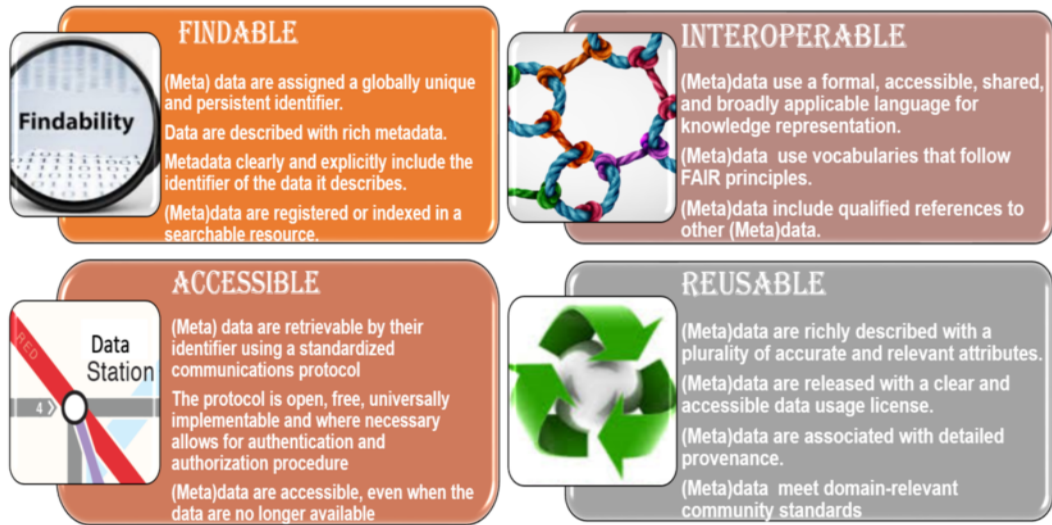 FINDABLE
Findability
(Meta) data are assigned a globally unique
and persistent identifier.
Data are described with rich metadata.
Metadata clearly and explicitly include the
identifier of the data it describes.
(Meta)data are registered or indexed in a
searchable resource.
INTEROPERABLE
(Meta)data use a formal, accessible, shared,
and broadly applicable language for
knowledge representation.
(Meta)data use vocabularies that follow
FAIR principles.
(Meta)data include qualified references to
other (Meta)data.
ACCESSIBLE
RED
Data
Station
4
(Meta) data are retrievable by their
identifier using a standardized
communications protocol
The protocol is open, free, universally
implementable and where necessary
allows for authentication and
authorization procedure
(Meta)data are accessible, even when the
data are no longer available
REUSABLE
(Meta)data are richly described with a
plurality of accurate and relevant attributes.
(Meta)data are released with a clear and
accessible data usage license.
(Meta)data are associated with detailed
provenance.
(Meta)data meet domain-relevant
community standards